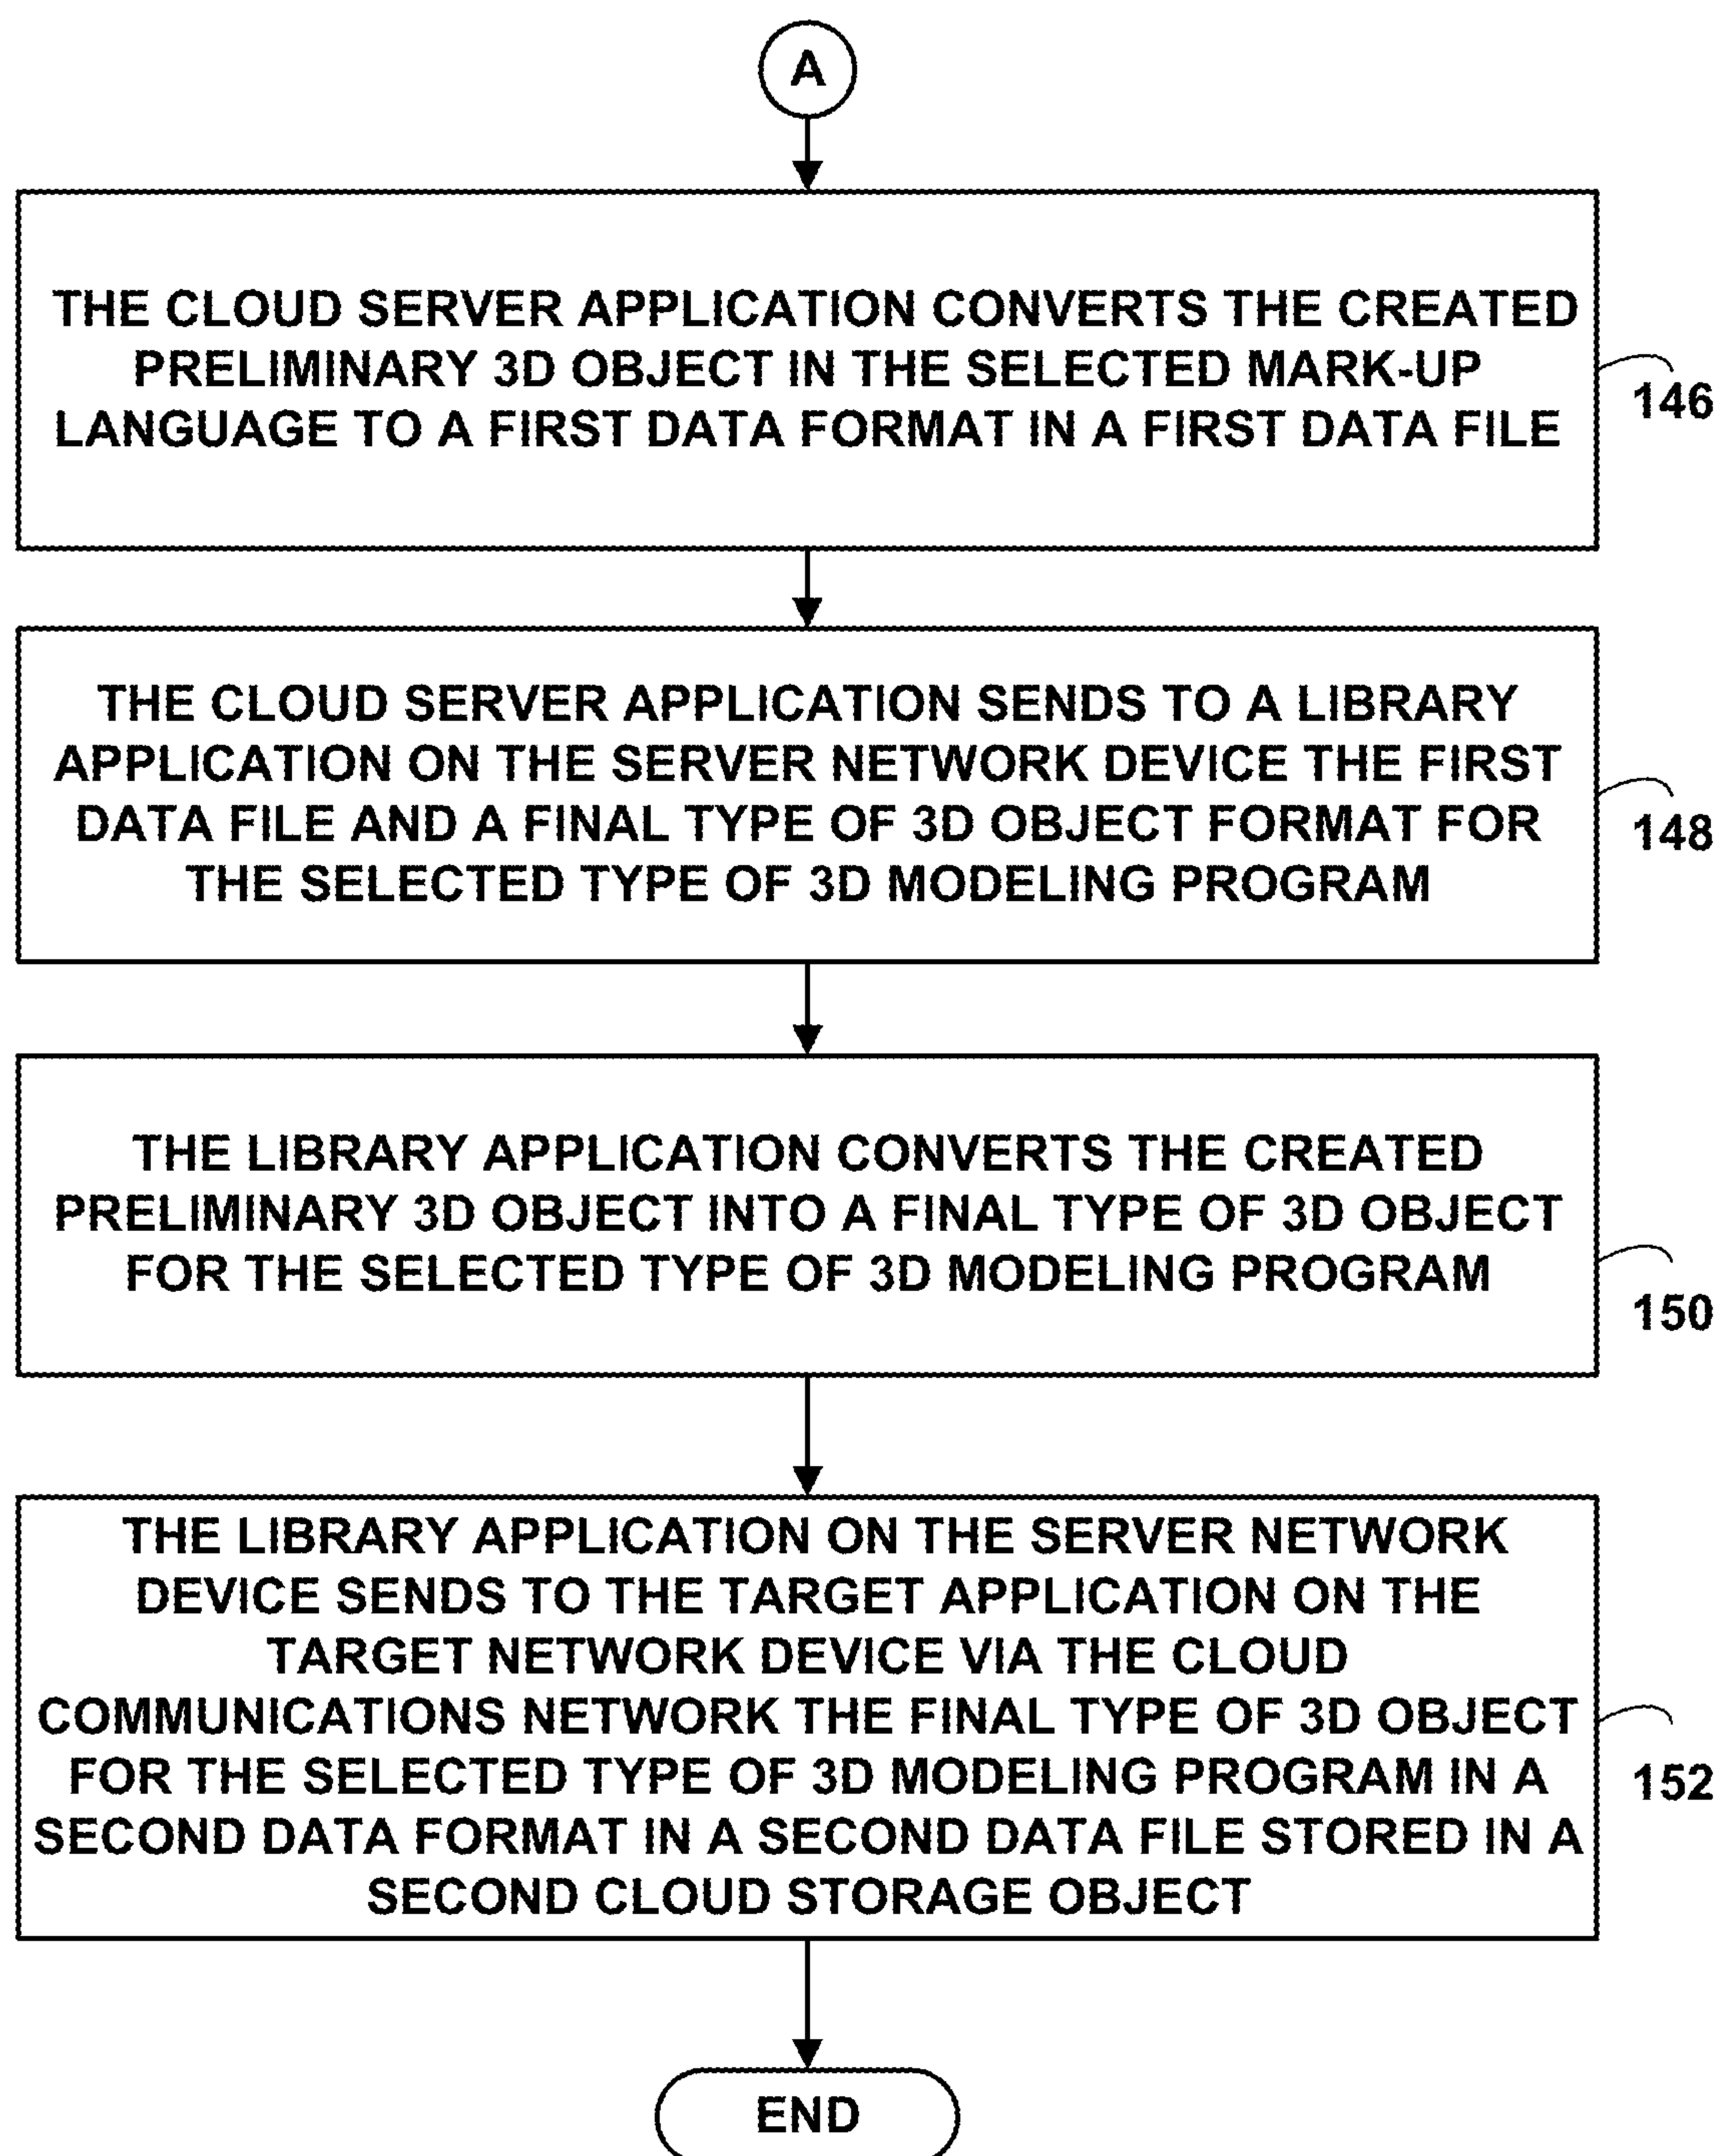 A
THE CLOUD SERVER APPLICATION CONVERTS THE CREATED
PRELIMINARY 3D OBJECT IN THE SELECTED MARK-UP
LANGUAGE TO A FIRST DATA FORMAT IN A FIRST DATA FILE
146
THE CLOUD SERVER APPLICATION SENDS TO A LIBRARY
APPLICATION ON THE SERVER NETWORK DEVICE THE FIRST
DATA FILE AND A FINAL TYPE OF 3D OBJECT FORMAT FOR
THE SELECTED TYPE OF 3D MODELING PROGRAM
148
THE LIBRARY APPLICATION CONVERTS THE CREATED
PRELIMINARY 3D OBJECT INTO A FINAL TYPE OF 3D OBJECT
FOR THE SELECTED TYPE OF 3D MODELING PROGRAM
150
THE LIBRARY APPLICATION ON THE SERVER NETWORK
DEVICE SENDS TO THE TARGET APPLICATION ON THE
TARGET NETWORK DEVICE VIA THE CLOUD
COMMUNICATIONS NETWORK THE FINAL TYPE OF 3D OBJECT
FOR THE SELECTED TYPE OF 3D MODELING PROGRAM IN A
SECOND DATA FORMAT IN A SECOND DATA FILE STORED IN A
SECOND CLOUD STORAGE OBJECT
152
END